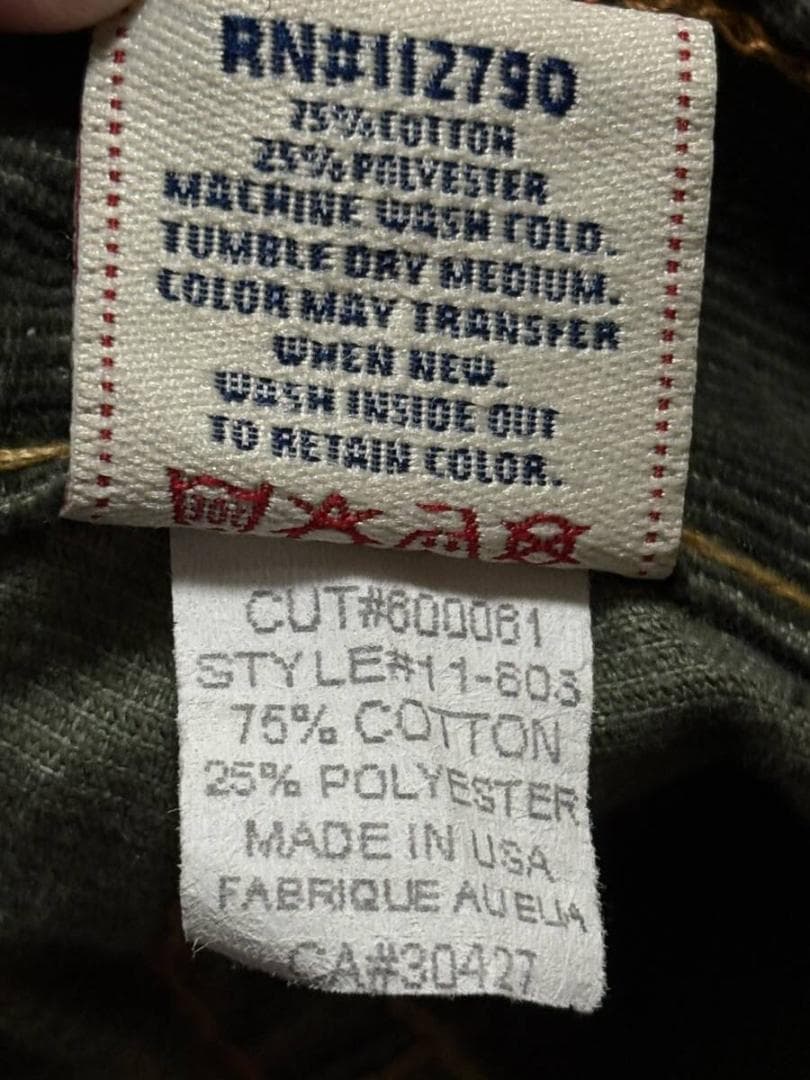 RN#112790
75%COTTON
25%POLYESTER
MACHINE WASH COLD.
TUMBLE DRY MEDIUM.
COLOR MAY TRANSFER
WHEN NEW.
WASH INSIDE OUT
TO RETAIN COLOR.
CUT#600081
STYLE#11-603
75% COTTON
25% POLYESTER
MADE IN USA
FABRIQUE AU EUA
CA#30427